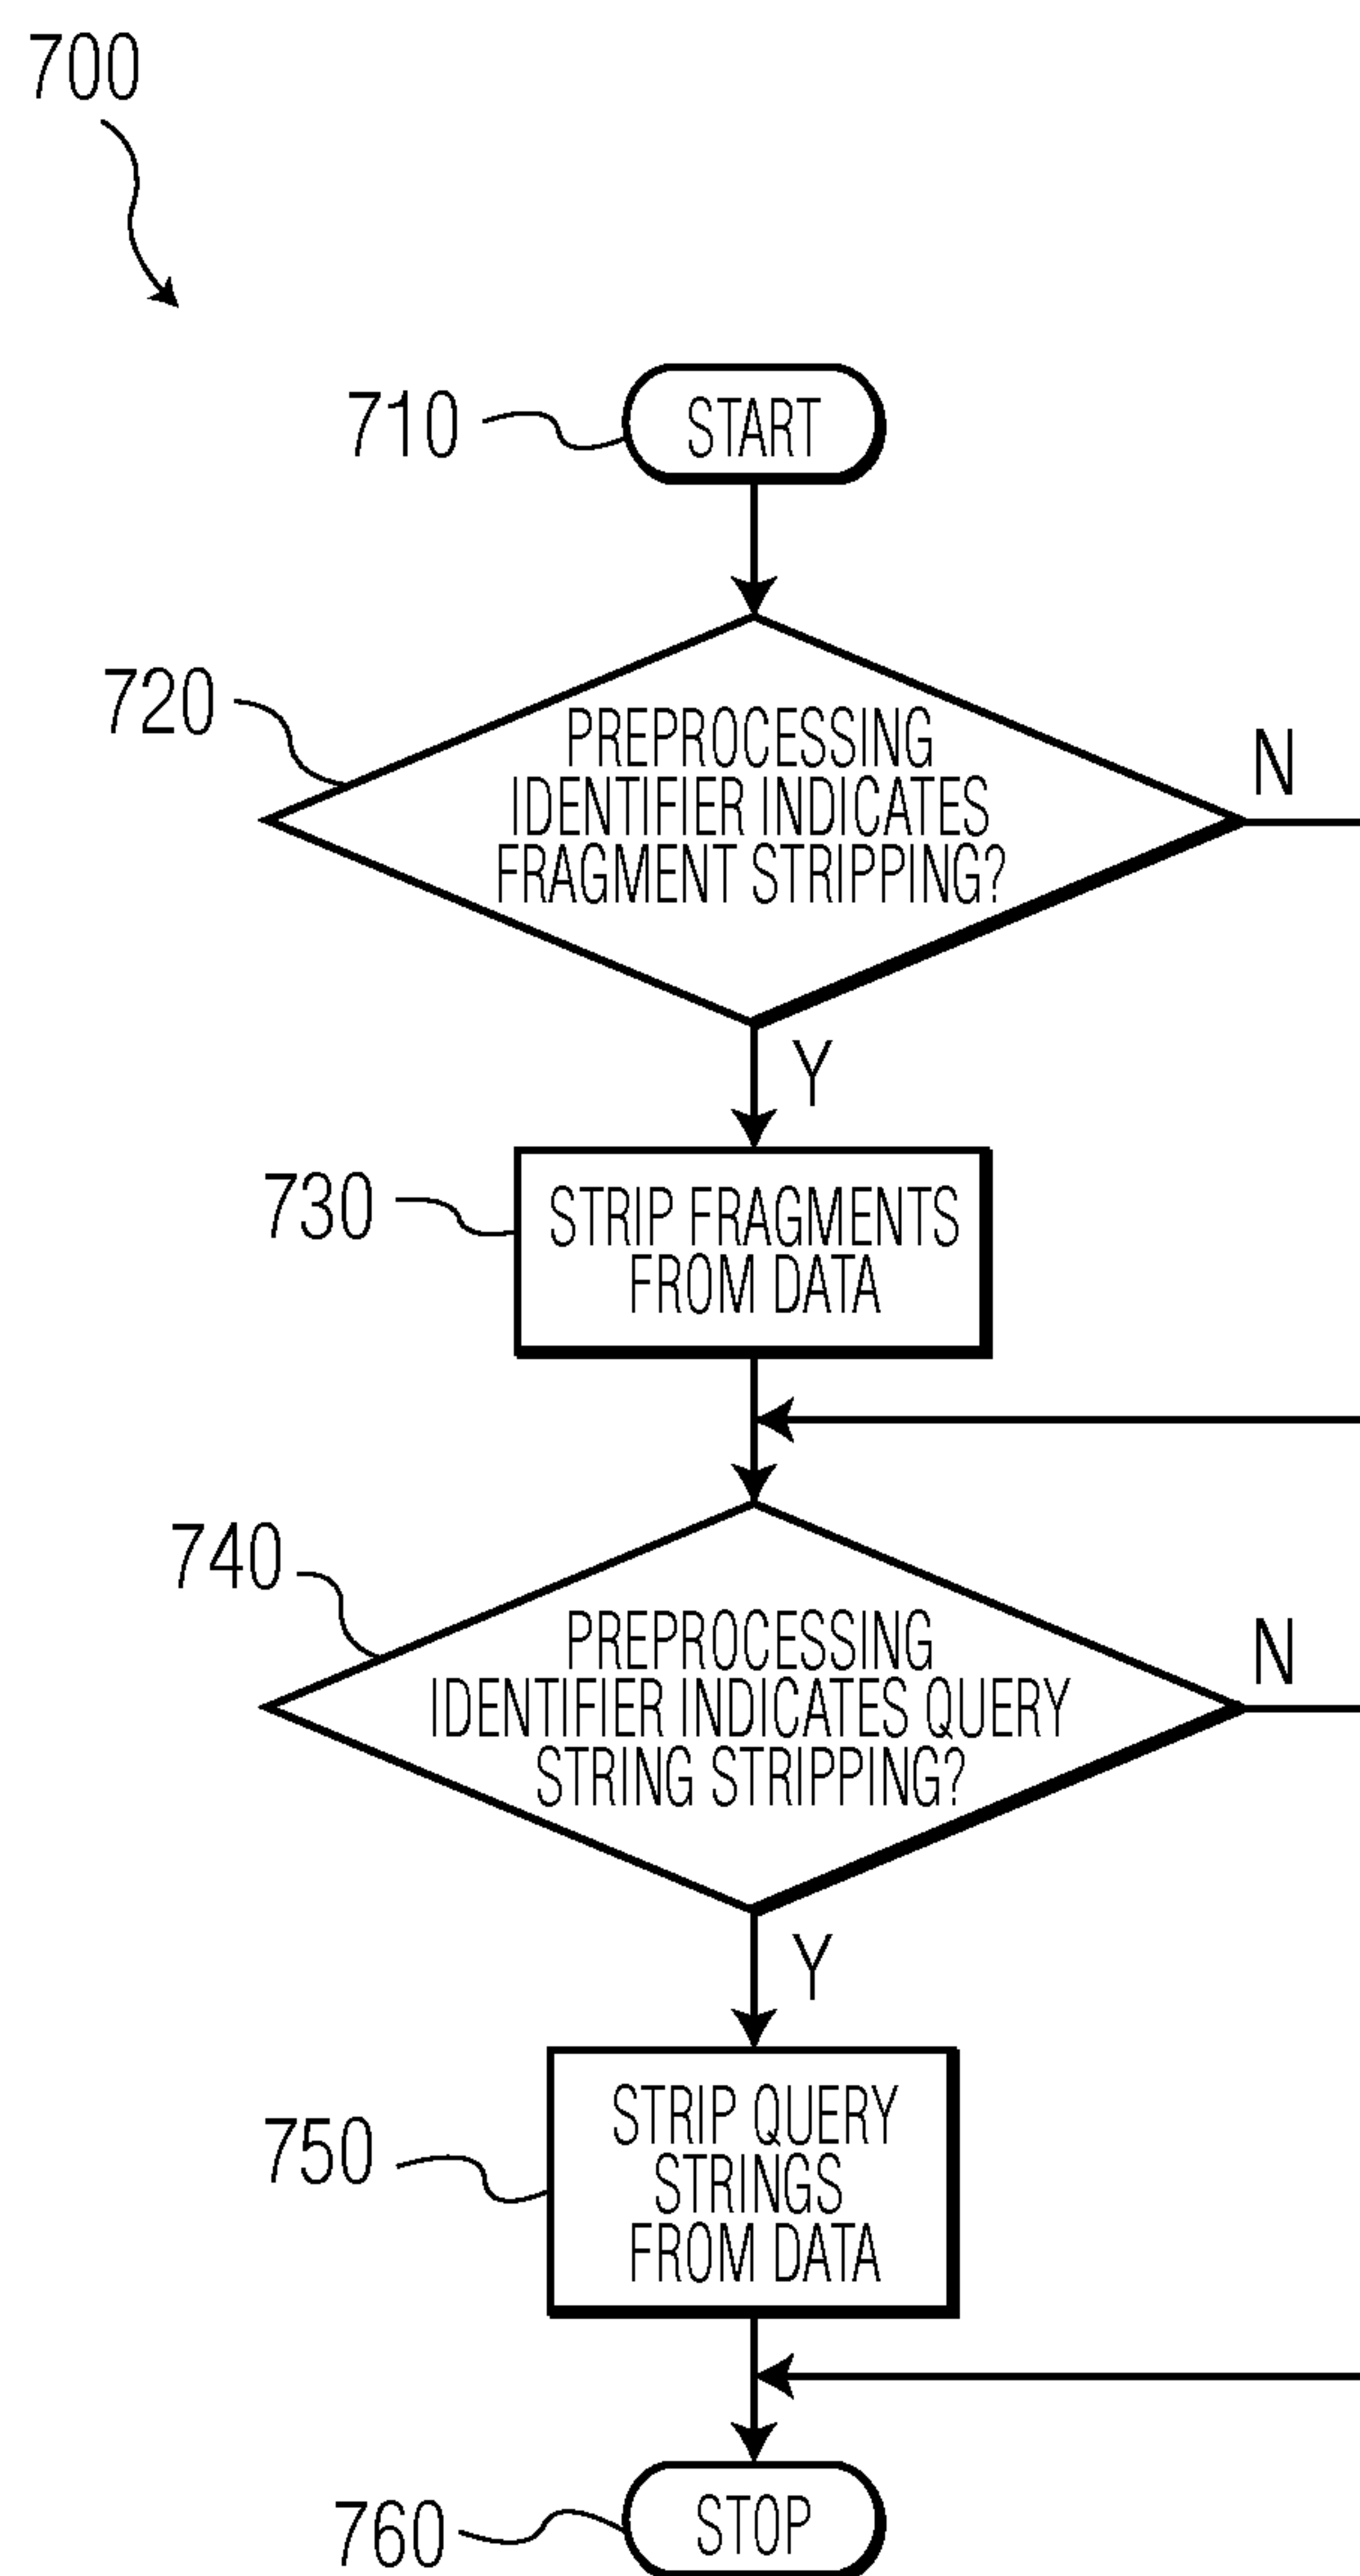 700
710
START
720
PREPROCESSING
IDENTIFIER INDICATES
FRAGMENT STRIPPING?
N
Y
730
STRIP FRAGMENTS
FROM DATA
740
PREPROCESSING
IDENTIFIER INDICATES QUERY
STRING STRIPPING?
N
Y
750
STRIP QUERY
STRINGS
FROM DATA
760
STOP